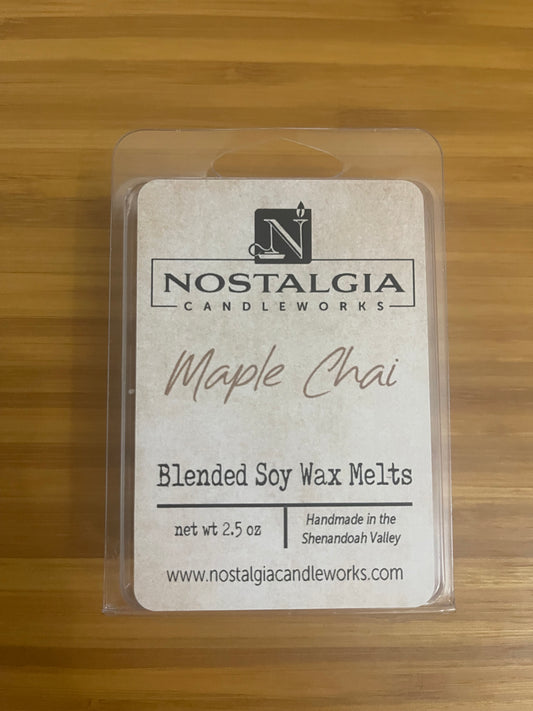 N
NOSTALGIA
CANDLEWORKS
Maple Chai
Blended Soy Wax Melts
net wt 2.5 oz
Handmade in the
Shenandoah Valley
www.nostalgiacandleworks.com